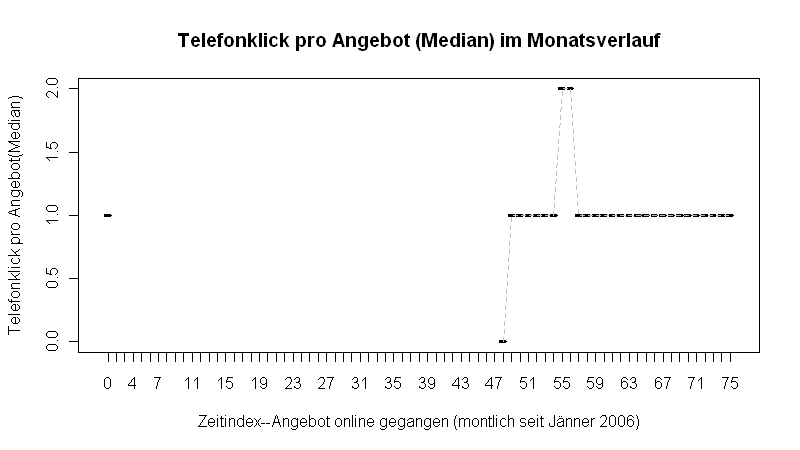 Telefonklick pro Angebot (Median) im Monatsverlauf
Telefonklick pro Angebot(Median)
2.0
1.5
1.0
0.5
0.0
0 4 7 11 15 19 23 27 31 35 39 43 47 51 55 59 63 67 71 75
Zeitindex--Angebot online gegangen (montlich seit Jänner 2006)